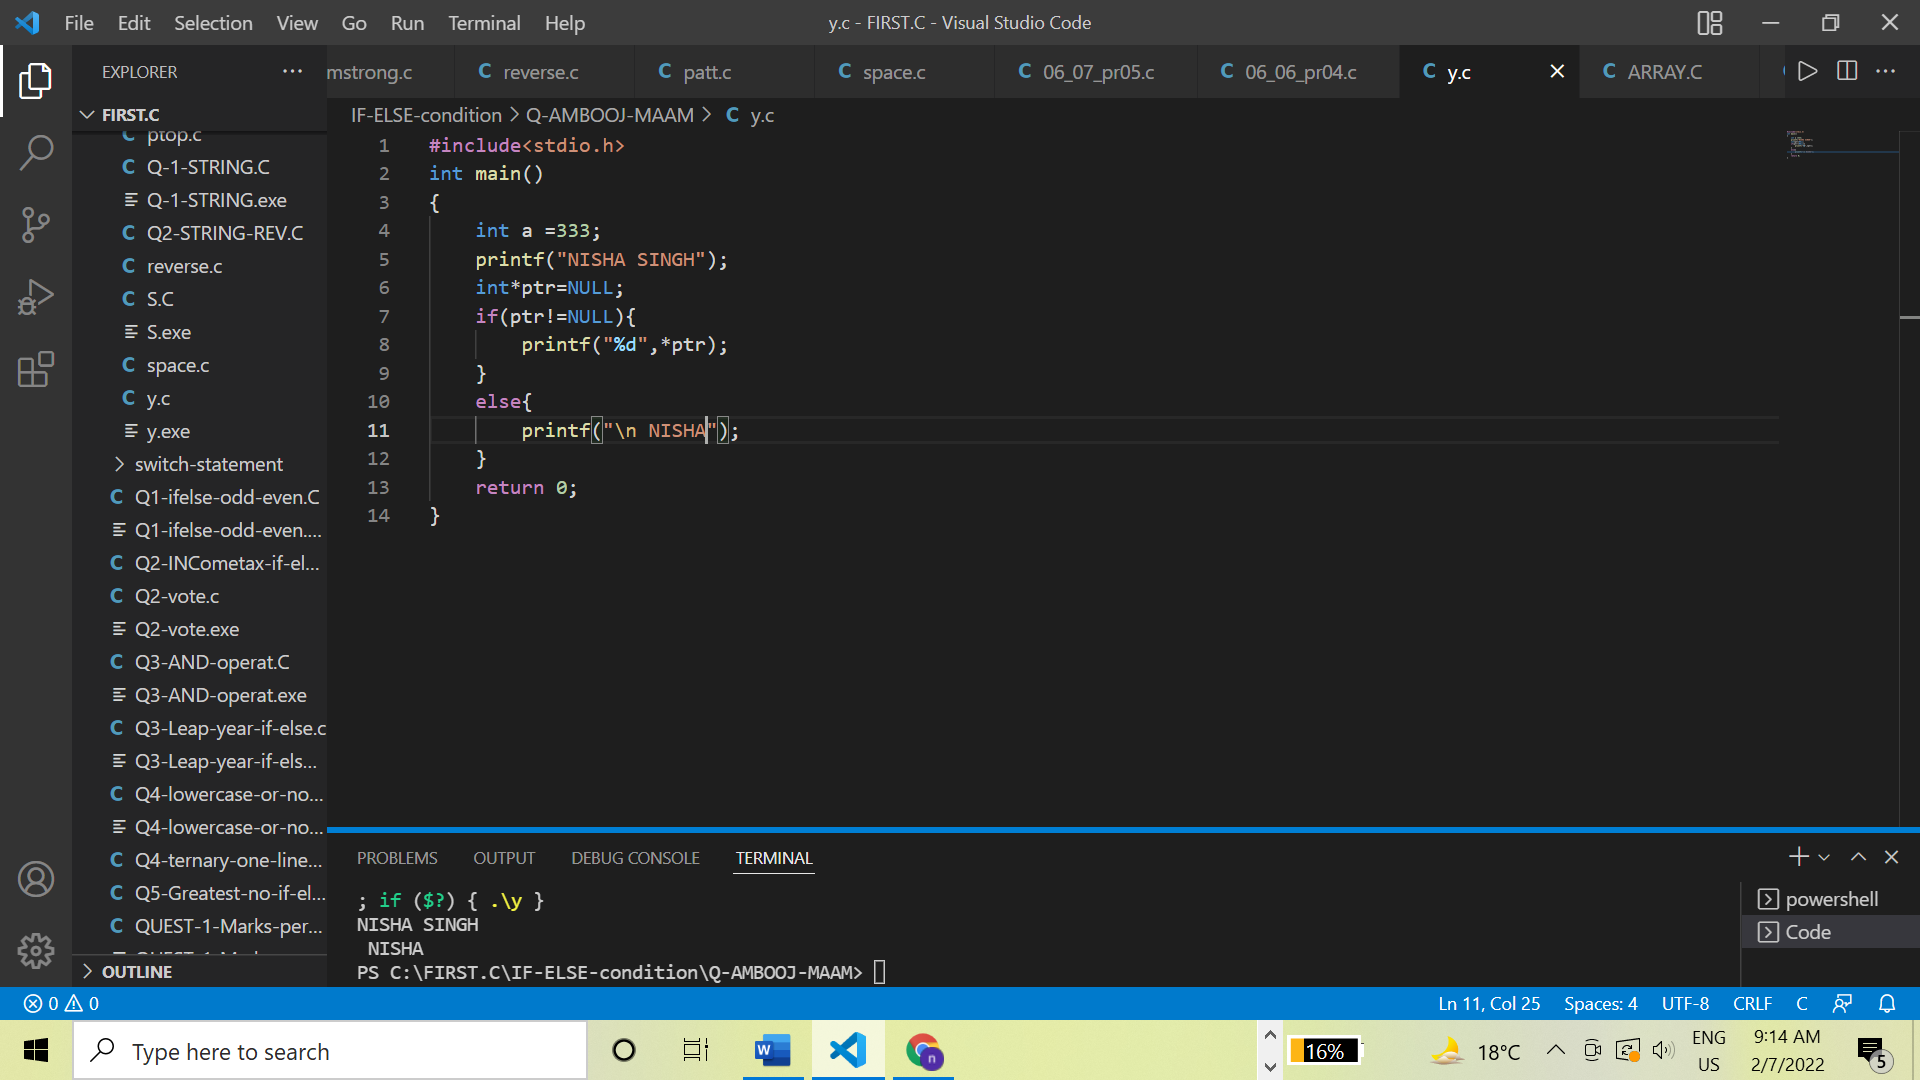 File Edit Selection View Go Run Terminal Help
y.c - FIRST.C - Visual Studio Code
EXPLORER
mstrong.c
C reverse.c
C patt.c
C space.c
C 06_07_pr05.c
C 06_06_pr04.c
C y.c
C ARRAY.C
FIRST.C
ptop.c
C Q-1-STRING.C
Q-1-STRING.exe
C Q2-STRING-REV.C
C reverse.c
C S.C
S.exe
C space.c
C y.c
y.exe
switch-statement
C Q1-ifelse-odd-even.C
Q1-ifelse-odd-even....
C Q2-INCometax-if-el...
C Q2-vote.c
Q2-vote.exe
C Q3-AND-operat.C
Q3-AND-operat.exe
C Q3-Leap-year-if-else.c
Q3-Leap-year-if-els...
C Q4-lowercase-or-no...
Q4-lowercase-or-no...
C Q4-ternary-one-line...
C Q5-Greatest-no-if-el...
C QUEST-1-Marks-per...
OUTLINE
IF-ELSE-condition > Q-AMBOOJ-MAAM > C y.c
1 #include<stdio.h>
2 int main()
3 {
4 int a =333;
5 printf("NISHA SINGH");
6 int*ptr=NULL;
7 if(ptr!=NULL){
8 printf("%d",*ptr);
9 }
10 else{
11 printf("\n NISHA");
12 }
13 return 0;
14 }
PROBLEMS OUTPUT DEBUG CONSOLE TERMINAL
; if ($?) { .\y }
NISHA SINGH
NISHA
PS C:\FIRST.C\IF-ELSE-condition\Q-AMBOOJ-MAAM>
powershell
Code
0 0
Ln 11, Col 25 Spaces: 4 UTF-8 CRLF C
Type here to search
W
n
16%
18°C
ENG
US
9:14 AM
2/7/2022
5